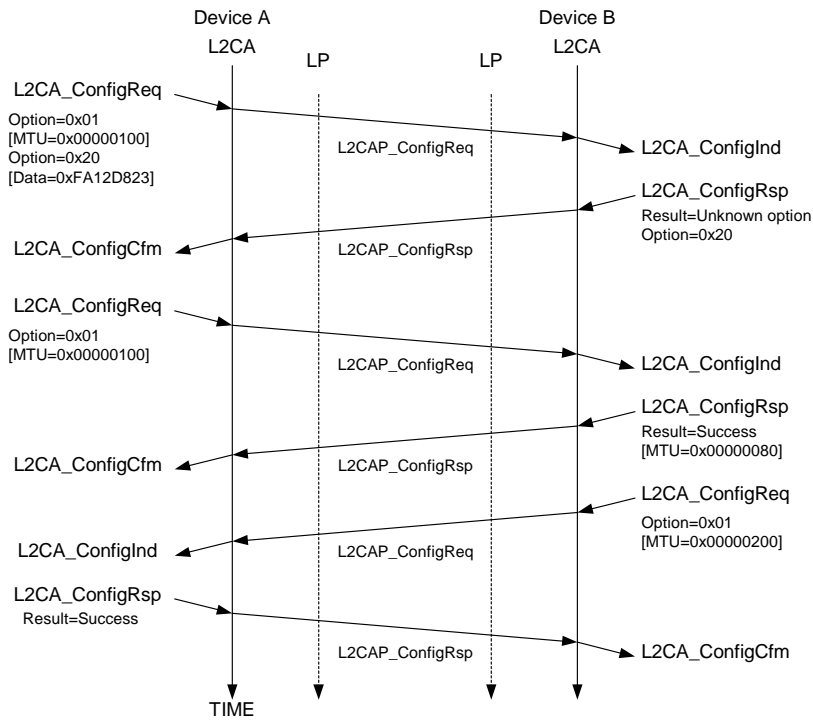 Device A
Device B
L2CA
LP
LP
L2CA
L2CA_ConfigReq
Option=0x01
[MTU=0x00000100]
Option=0x20
[Data=0xFA12D823]
L2CAP_ConfigReq
L2CA_ConfigInd
L2CA_ConfigRsp
Result=Unknown option
Option=0x20
L2CA_ConfigCfm
L2CAP_ConfigRsp
L2CA_ConfigReq
Option=0x01
[MTU=0x00000100]
L2CAP_ConfigReq
L2CA_ConfigInd
L2CA_ConfigRsp
Result=Success
[MTU=0x00000080]
L2CA_ConfigCfm
L2CAP_ConfigRsp
L2CA_ConfigReq
Option=0x01
[MTU=0x00000200]
L2CA_ConfigInd
L2CAP_ConfigReq
L2CA_ConfigRsp
Result=Success
L2CAP_ConfigRsp
L2CA_ConfigCfm
TIME